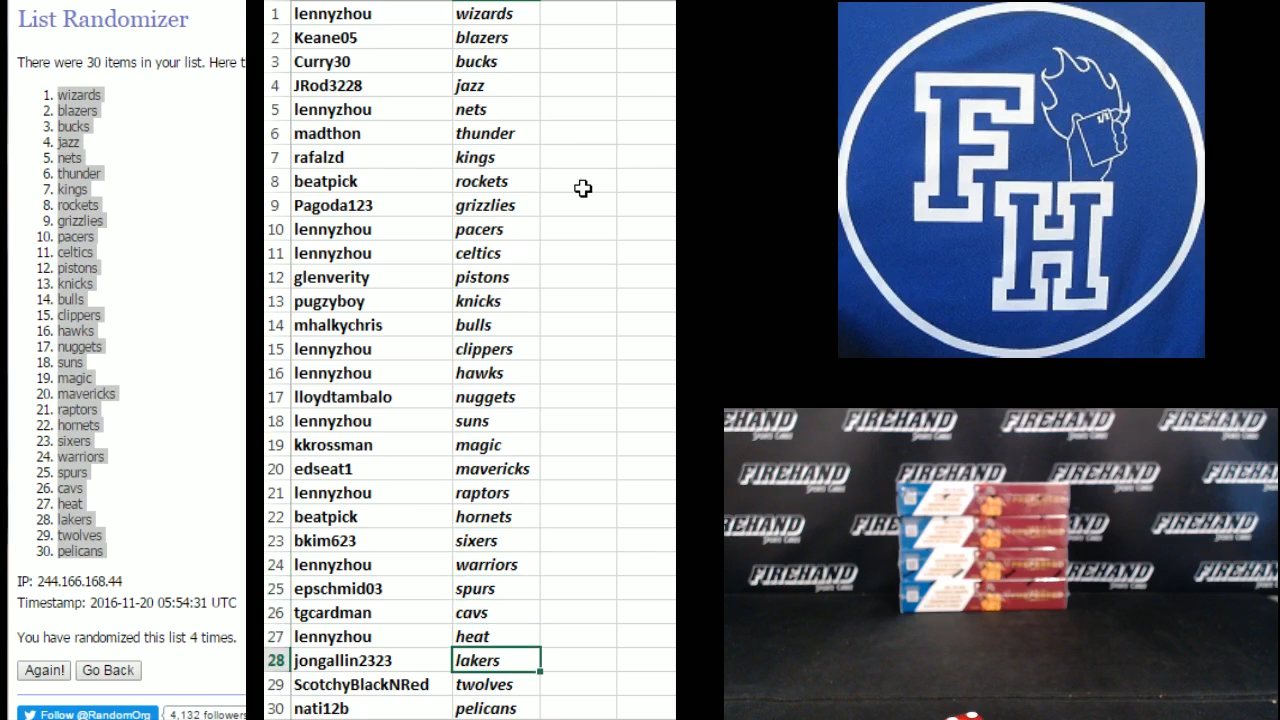 List Randomizer
There were 30 items in your list. Here t
1. wizards
2. blazers
3. bucks
4. jazz
5. nets
6. thunder
7. kings
8. rockets
9. grizzlies
10. pacers
11. celtics
12. pistons
13. knicks
14. bulls
15. clippers
16. hawks
17. nuggets
18. suns
19. magic
20. mavericks
21. raptors
22. hornets
23. sixers
24. warriors
25. spurs
26. cavs
27. heat
28. lakers
29. twolves
30. pelicans
IP: 244.166.168.44
Timestamp: 2016-11-20 05:54:31 UTC
You have randomized this list 4 times.
Again! Go Back
Follow @RandomOrg 4,132 followers
1 lennyzhou wizards
2 Keane05 blazers
3 Curry30 bucks
4 JRod3228 jazz
5 lennyzhou nets
6 madthon thunder
7 rafalzd kings
8 beatpick rockets
9 Pagoda123 grizzlies
10 lennyzhou pacers
11 lennyzhou celtics
12 glenverity pistons
13 pugzyboy knicks
14 mhalkychris bulls
15 lennyzhou clippers
16 lennyzhou hawks
17 lloydtambalo nuggets
18 lennyzhou suns
19 kkrossman magic
20 edseat1 mavericks
21 lennyzhou raptors
22 beatpick hornets
23 bkim623 sixers
24 lennyzhou warriors
25 epschmid03 spurs
26 tgcardman cavs
27 lennyzhou heat
28 jongallin2323 lakers
29 ScotchyBlackNRed twolves
30 nati12b pelicans
F
H
EHAND FIREHAND FIREHAND FIREHAND
FIREHAND FIREHAND FIREHAND FIREH
REHAND FIREH FIREHAND
FIREHAND FIREHAND